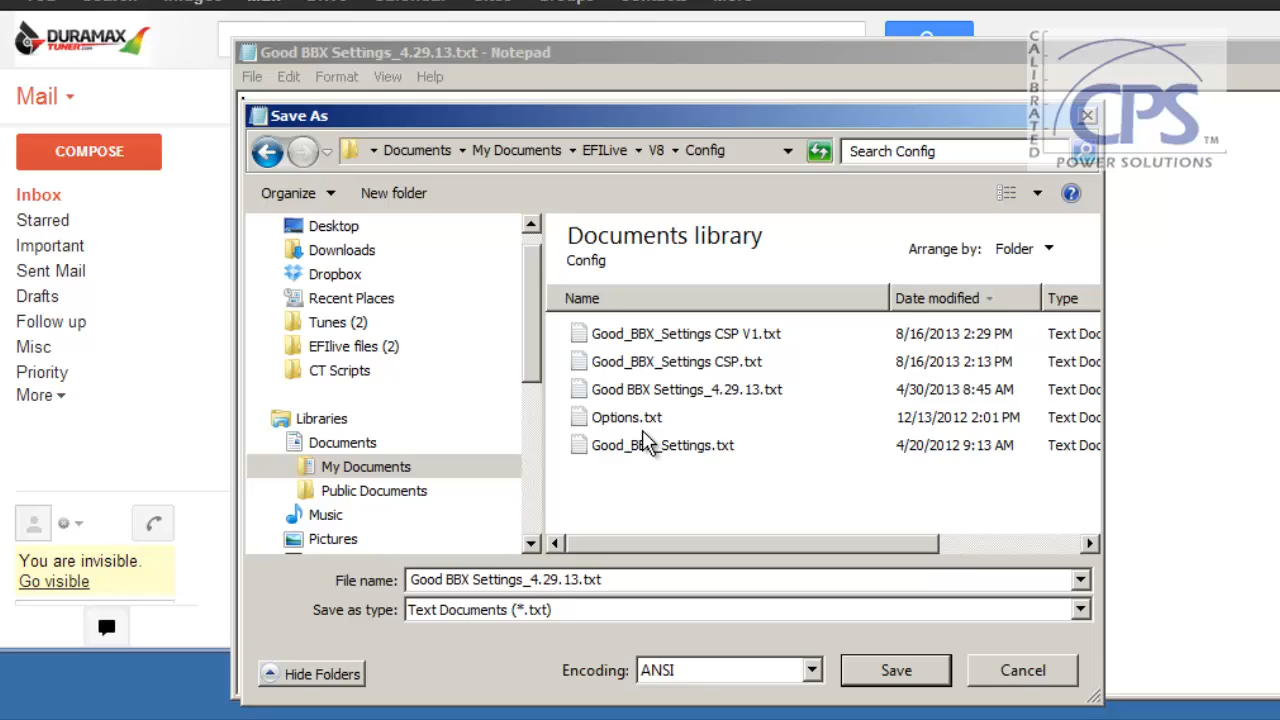 DURAMAX
TUNER.COM
Mail
COMPOSE
Inbox
Starred
Important
Sent Mail
Drafts
Follow up
Misc
Priority
More
You are invisible.
Go visible
Good BBX Settings_4.29.13.txt - Notepad
File Edit Format View Help
Save As
Documents My Documents EFILive V8 Config
Search Config
Organize New folder
Desktop
Downloads
Dropbox
Recent Places
Tunes (2)
EFIlive files (2)
CT Scripts
Libraries
Documents
My Documents
Public Documents
Music
Pictures
Documents library
Config
Arrange by: Folder
Name Date modified Type
Good_BBX_Settings CSP V1.txt 8/16/2013 2:29 PM Text Doc
Good_BBX_Settings CSP.txt 8/16/2013 2:13 PM Text Doc
Good BBX Settings_4.29.13.txt 4/30/2013 8:45 AM Text Doc
Options.txt 12/13/2012 2:01 PM Text Doc
Good_BBX_Settings.txt 4/20/2012 9:13 AM Text Doc
File name: Good BBX Settings_4.29.13.txt
Save as type: Text Documents (*.txt)
Hide Folders
Encoding: ANSI
Save
Cancel
CALIBRATED
CPS TM
POWER SOLUTIONS